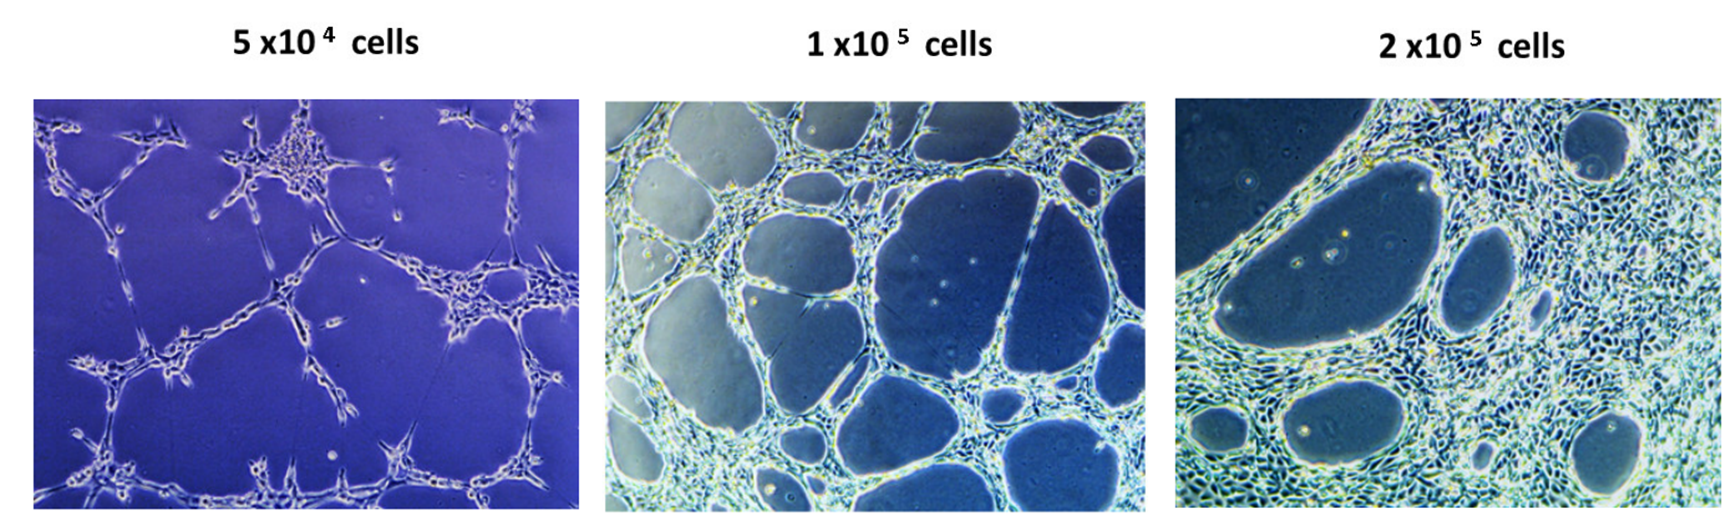 5 x10 ⁴ cells
1 x10 ⁵ cells
2 x10 ⁵ cells